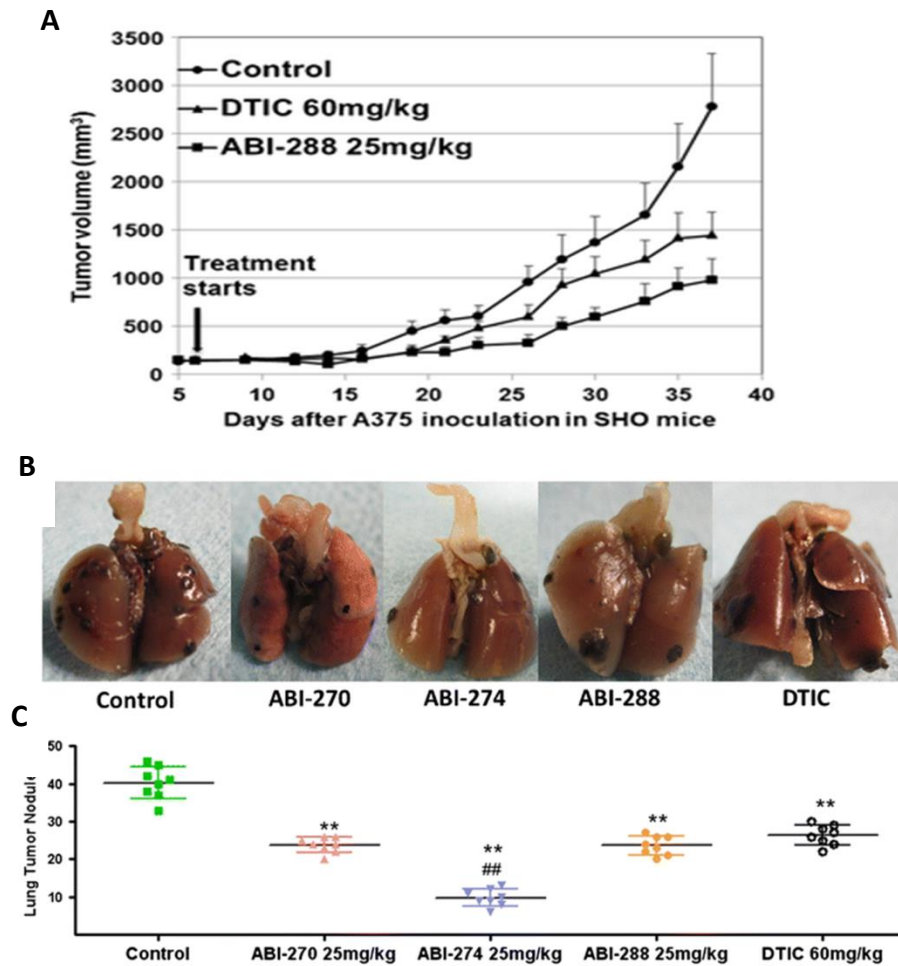 A
3500
3000
2500
2000
1500
1000
500
0
Tumor volume (mm³)
Control
DTIC 60mg/kg
ABI-288 25mg/kg
Treatment
starts
5 10 15 20 25 30 35 40
Days after A375 inoculation in SHO mice
B
Control ABI-270 ABI-274 ABI-288 DTIC
C
50
40
30
20
10
Lung Tumor Nodule
**
**
##
**
**
Control ABI-270 25mg/kg ABI-274 25mg/kg ABI-288 25mg/kg DTIC 60mg/kg